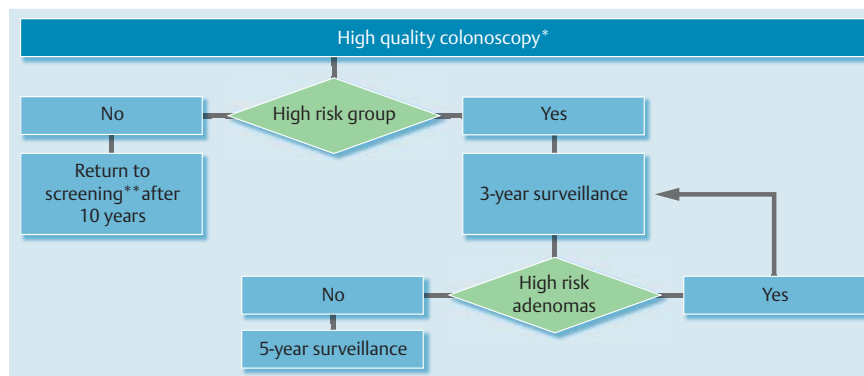 High quality colonoscopy*
No
High risk group
Yes
Return to
screening**after
10 years
3-year surveillance
No
High risk
adenomas
Yes
5-year surveillance